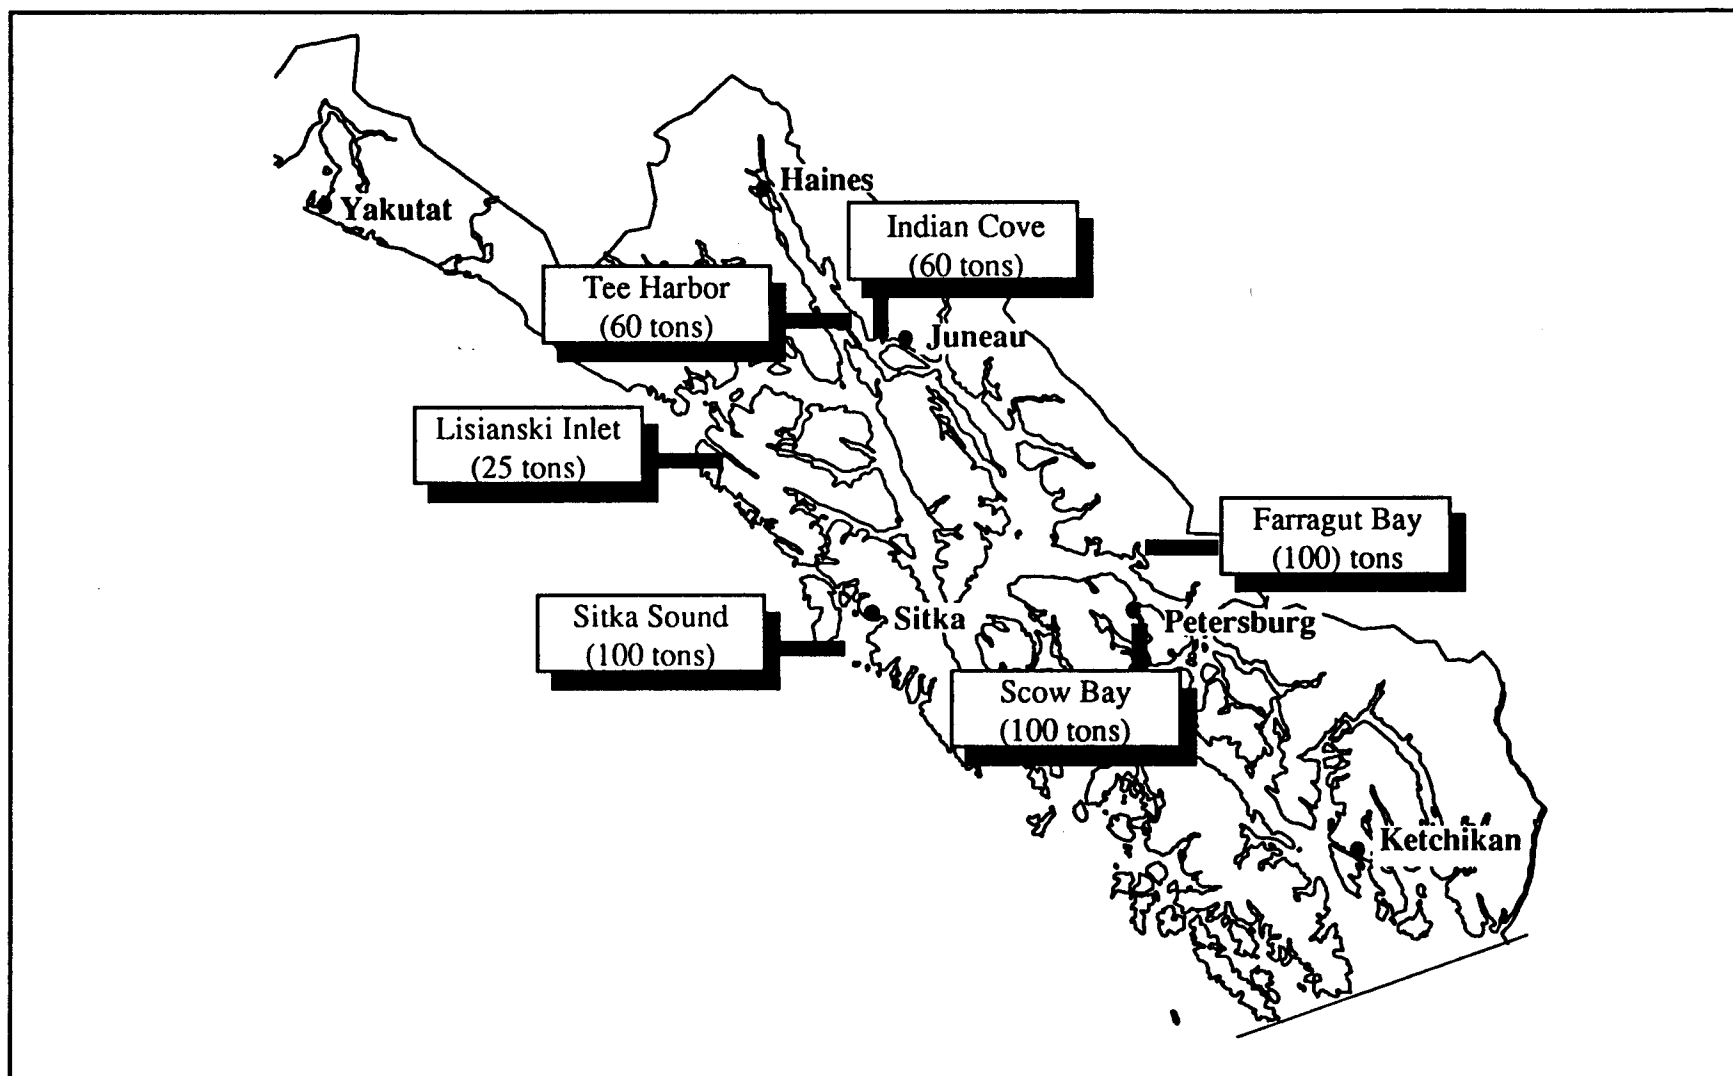 Haines
Yakutat
Indian Cove
(60 tons)
Tee Harbor
(60 tons)
Juneau
Lisianski Inlet
(25 tons)
Farragut Bay
(100) tons
Sitka Sound
(100 tons)
Sitka
Petersburg
Scow Bay
(100 tons)
Ketchikan